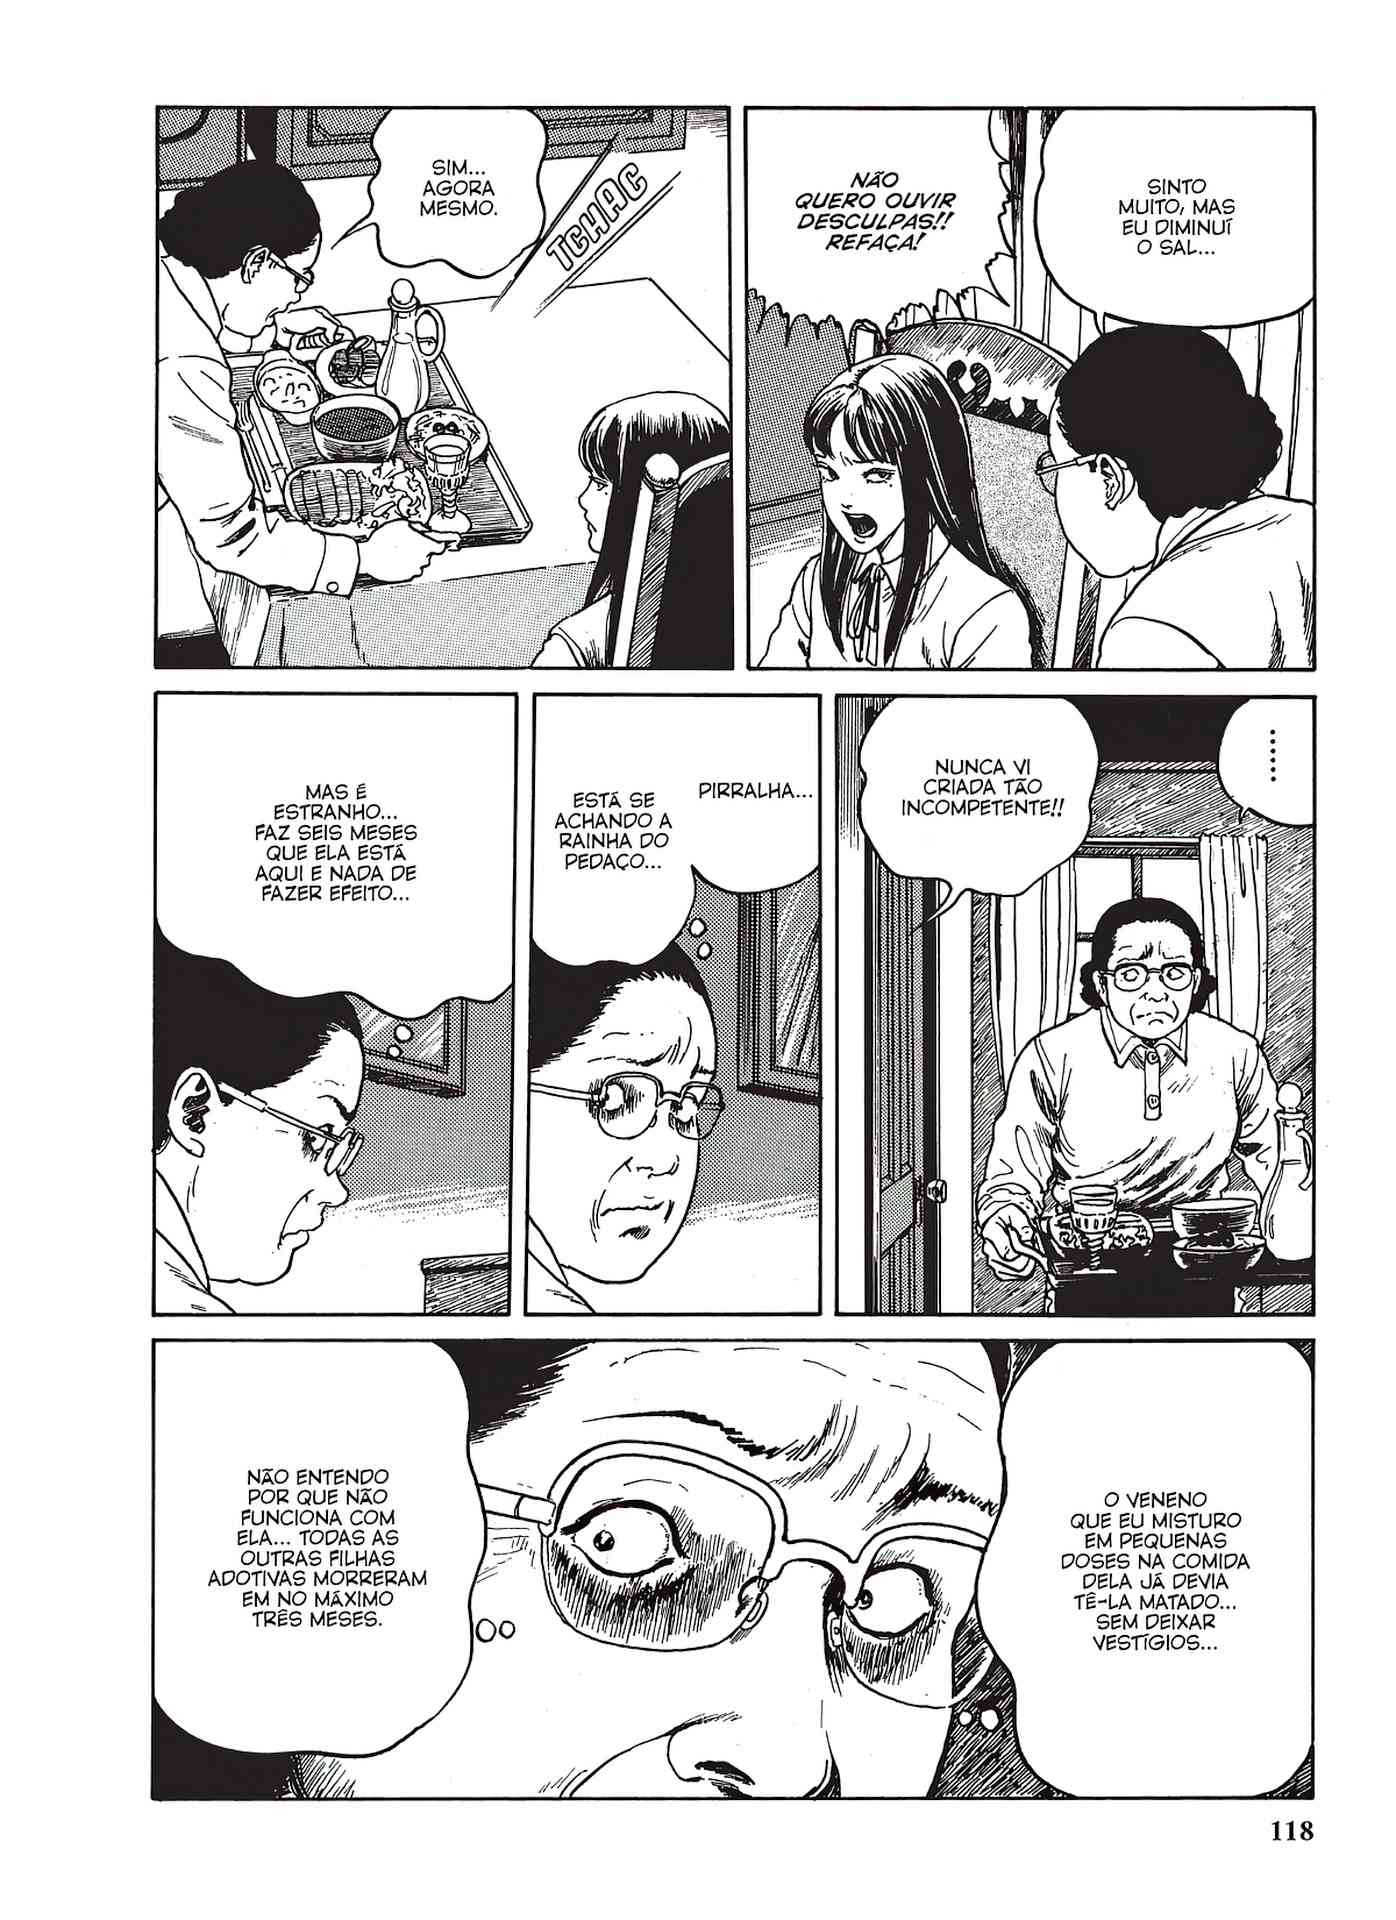 SINTO
MUITO, MAS
EU DIMINUÍ
O SAL...
NÃO
QUERO OUVIR
DESCULPAS!!
REFAÇA!
SIM...
AGORA
MESMO.
TCHAC
........
NUNCA VI
CRIADA TÃO
INCOMPETENTE!!
PIRRALHA...
ESTÁ SE
ACHANDO A
RAINHA DO
PEDAÇO...
MAS É
ESTRANHO...
FAZ SEIS MESES
QUE ELA ESTÁ
AQUI E NADA DE
FAZER EFEITO...
O VENENO
QUE EU MISTURO
EM PEQUENAS
DOSES NA COMIDA
DELA JÁ DEVIA
TÊ-LA MATADO...
SEM DEIXAR
VESTÍGIOS...
NÃO ENTENDO
POR QUE NÃO
FUNCIONA COM
ELA... TODAS AS
OUTRAS FILHAS
ADOTIVAS MORRERAM
EM NO MÁXIMO
TRÊS MESES.
118